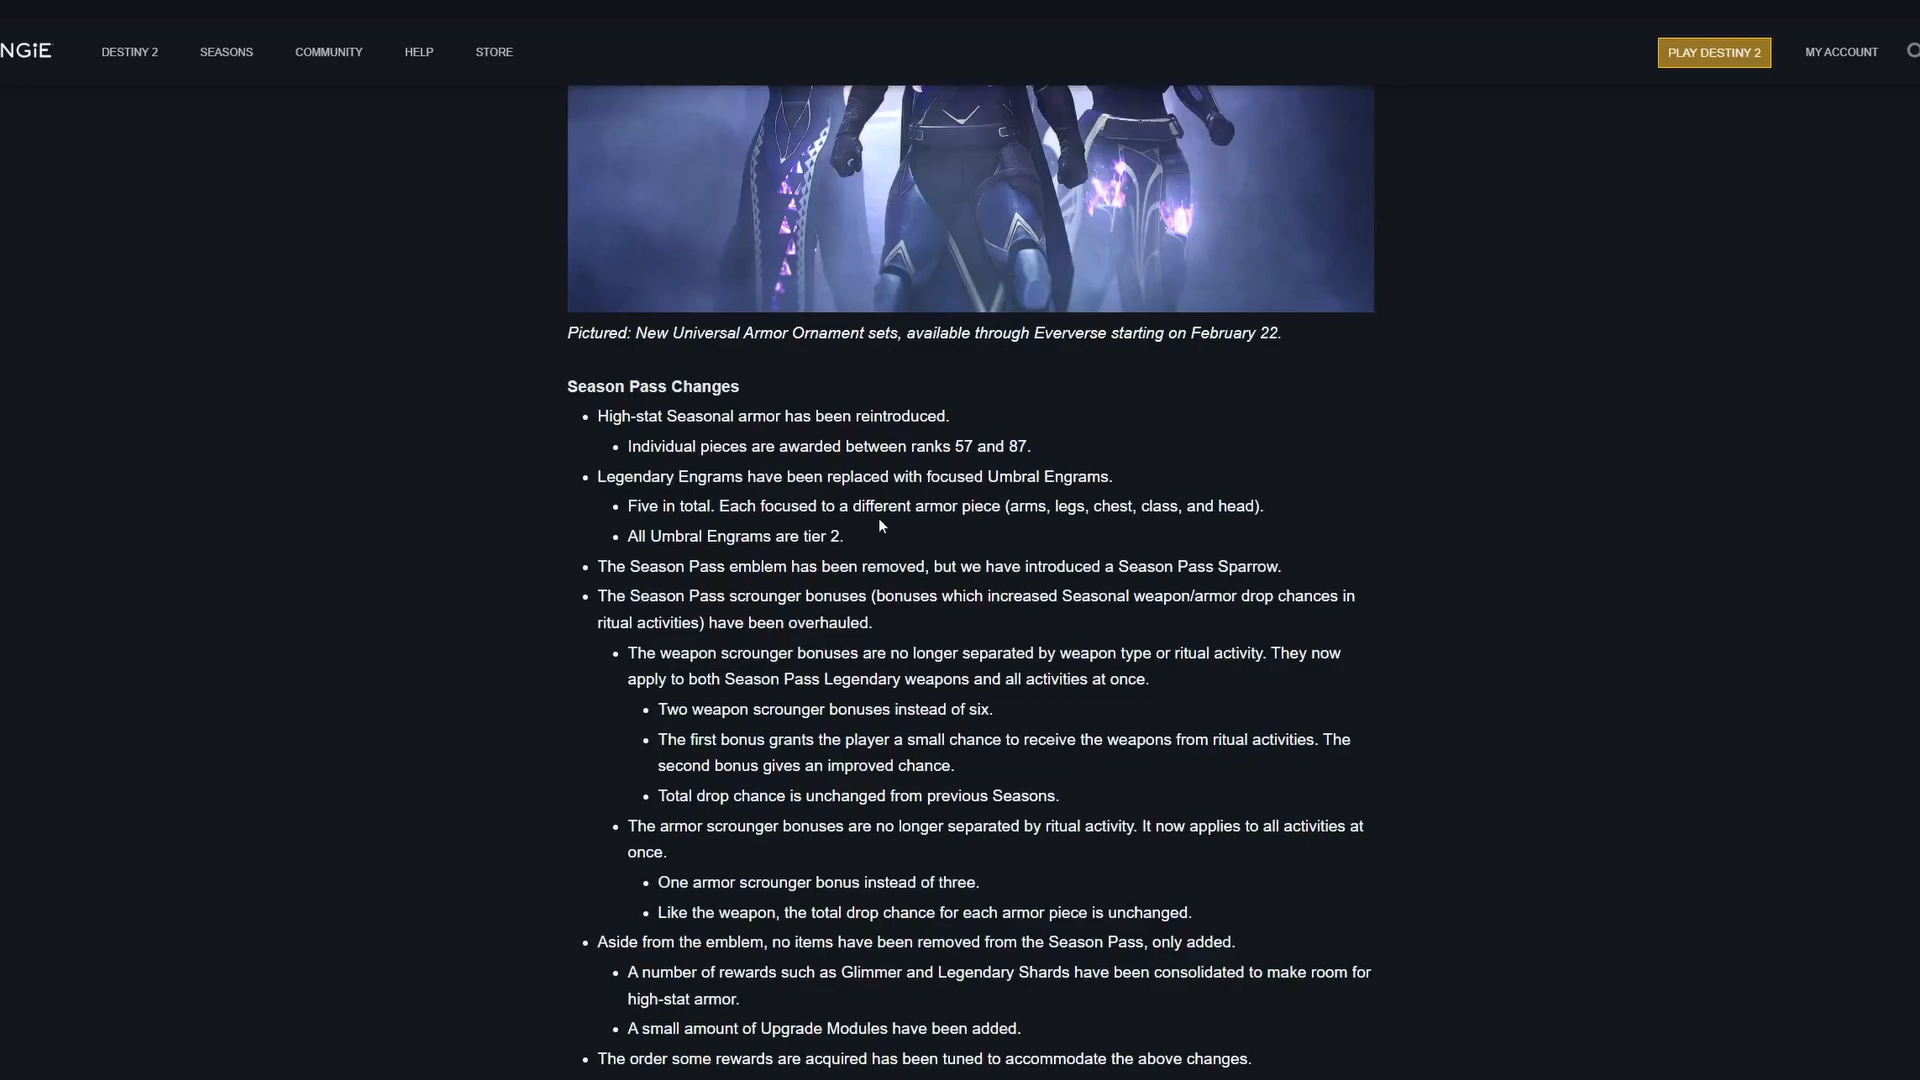 NGiE
DESTINY 2
SEASONS
COMMUNITY
HELP
STORE
PLAY DESTINY 2
MY ACCOUNT
Pictured: New Universal Armor Ornament sets, available through Eververse starting on February 22.
Season Pass Changes
High-stat Seasonal armor has been reintroduced.
Individual pieces are awarded between ranks 57 and 87.
Legendary Engrams have been replaced with focused Umbral Engrams.
Five in total. Each focused to a different armor piece (arms, legs, chest, class, and head).
All Umbral Engrams are tier 2.
The Season Pass emblem has been removed, but we have introduced a Season Pass Sparrow.
The Season Pass scrounger bonuses (bonuses which increased Seasonal weapon/armor drop chances in
ritual activities) have been overhauled.
The weapon scrounger bonuses are no longer separated by weapon type or ritual activity. They now
apply to both Season Pass Legendary weapons and all activities at once.
Two weapon scrounger bonuses instead of six.
The first bonus grants the player a small chance to receive the weapons from ritual activities. The
second bonus gives an improved chance.
Total drop chance is unchanged from previous Seasons.
The armor scrounger bonuses are no longer separated by ritual activity. It now applies to all activities at
once.
One armor scrounger bonus instead of three.
Like the weapon, the total drop chance for each armor piece is unchanged.
Aside from the emblem, no items have been removed from the Season Pass, only added.
A number of rewards such as Glimmer and Legendary Shards have been consolidated to make room for
high-stat armor.
A small amount of Upgrade Modules have been added.
The order some rewards are acquired has been tuned to accommodate the above changes.